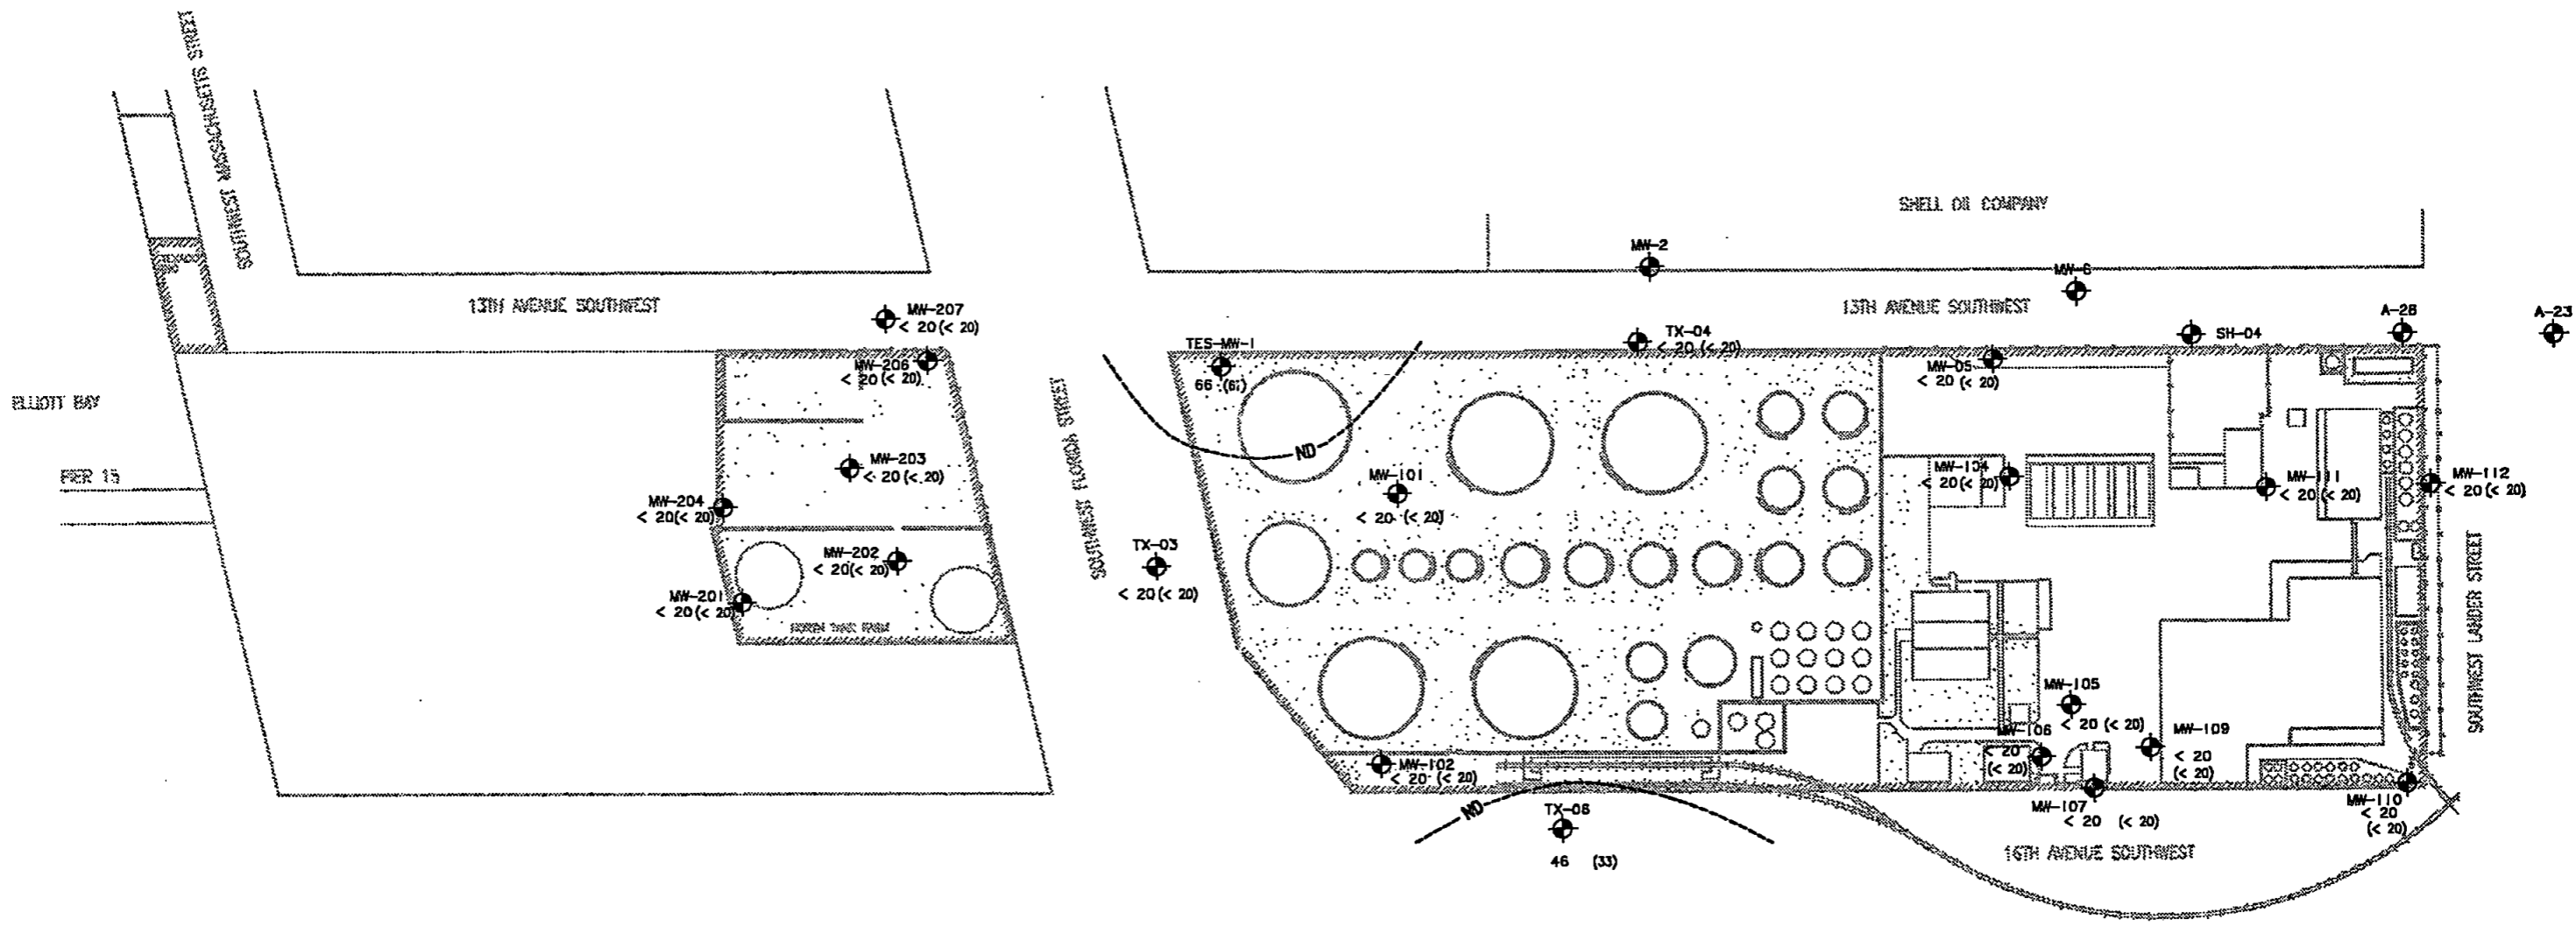 SOUTHWEST MASSACHUSETTS STREET
SHELL OIL COMPANY
MW-2
MW-6
13TH AVENUE SOUTHWEST
MW-207
< 20 (< 20)
13TH AVENUE SOUTHWEST
A-28
A-23
SH-04
TX-04
< 20 (< 20)
TES-MW-1
66 (67)
MW-206
< 20 (< 20)
MW-05
< 20 (< 20)
ELLIOTT BAY
SOUTHWEST FLORIDA STREET
ND
MW-203
< 20 (< 20)
PIER 15
MW-101
< 20 (< 20)
MW-104
< 20 (< 20)
MW-111
< 20 (< 20)
MW-112
< 20 (< 20)
MW-204
< 20 (< 20)
MW-202
< 20 (< 20)
TX-03
< 20 (< 20)
MW-201
< 20 (< 20)
NORTH TANK FARM
SOUTHWEST LANDER STREET
MW-105
< 20 (< 20)
MW-106
< 20
(< 20)
MW-109
< 20
(< 20)
MW-102
< 20 (< 20)
ND
TX-06
46 (33)
MW-107
< 20 (< 20)
MW-110
< 20
(< 20)
16TH AVENUE SOUTHWEST